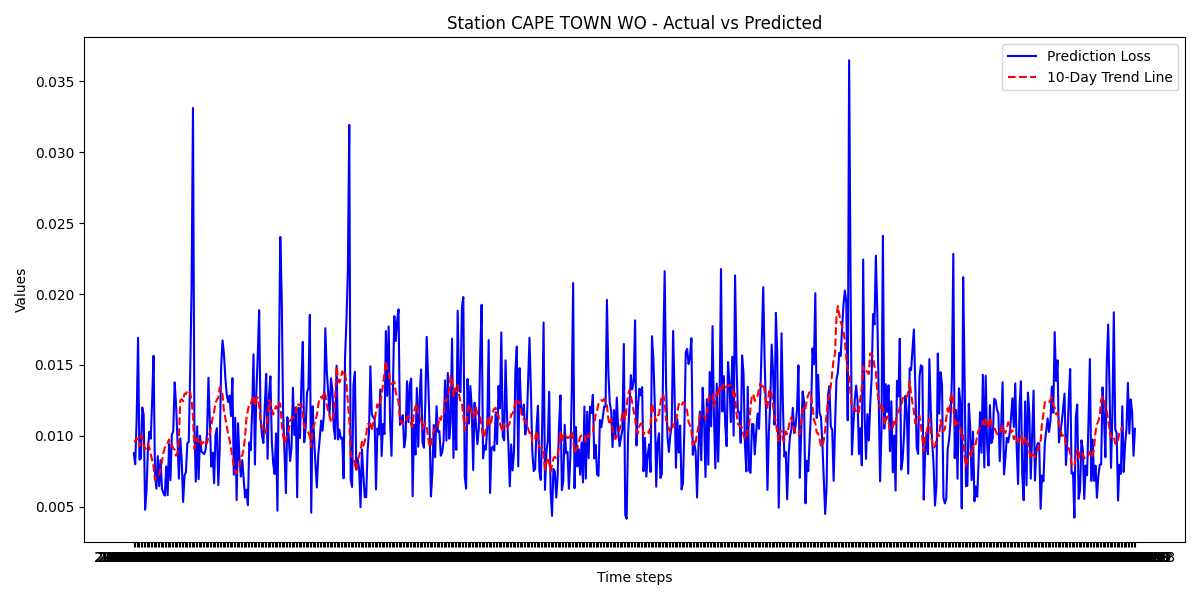 Station CAPE TOWN WO - Actual vs Predicted
Prediction Loss
10-Day Trend Line
0.035
0.030
0.025
0.020
0.015
0.010
0.005
Values
Time steps